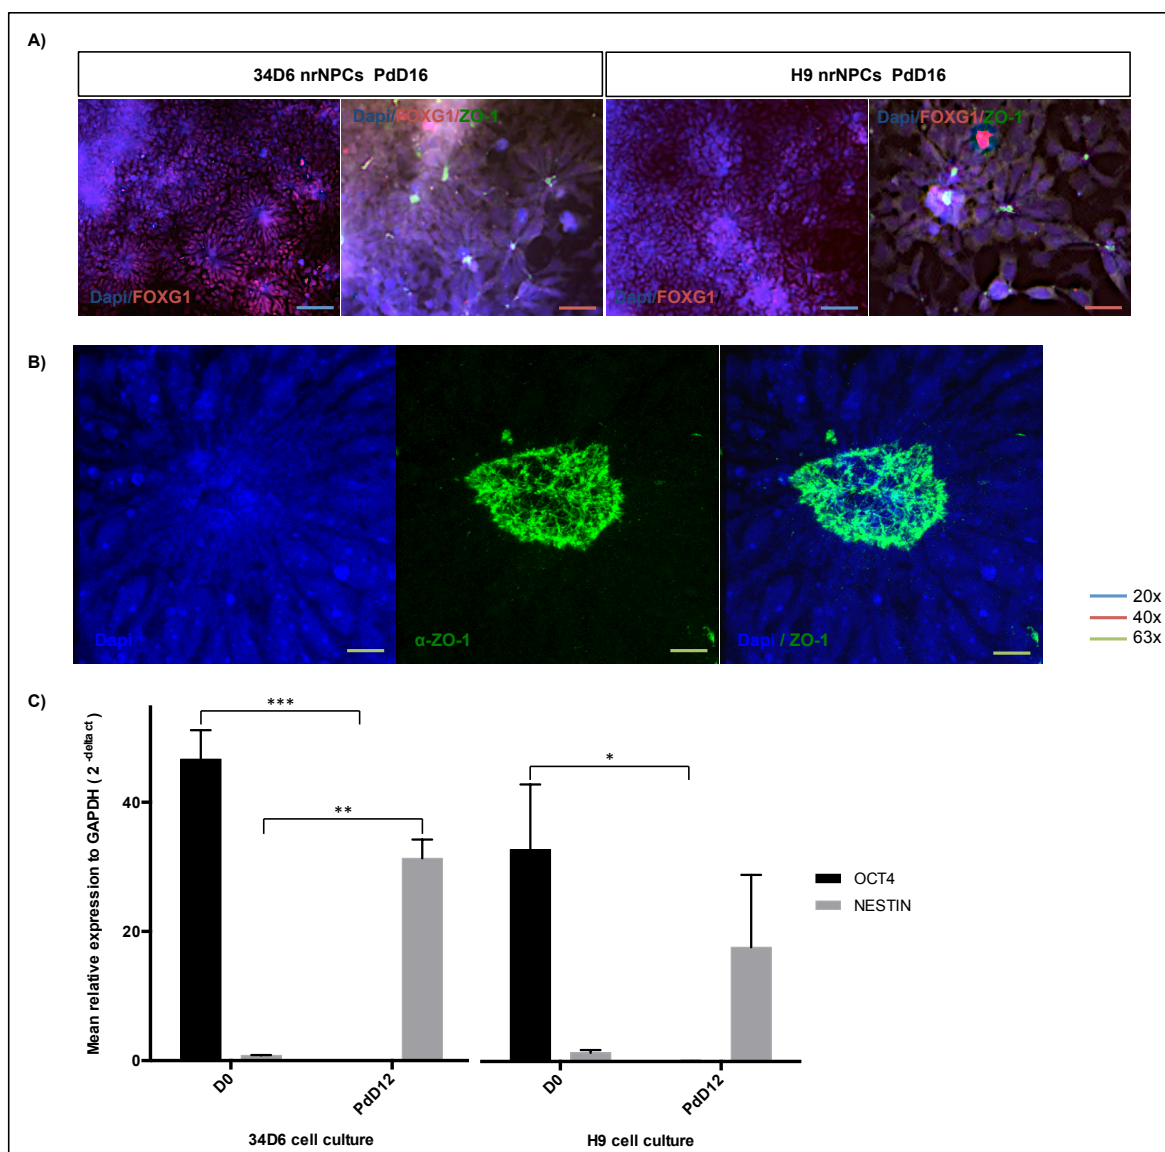 A)
34D6 nrNPCs PdD16
H9 nrNPCs PdD16
Dapi/FOXG1/ZO-1
Dapi/FOXG1/ZO-1
Dapi/FOXG1
Dapi/FOXG1
B)
Dapi
α-ZO-1
Dapi / ZO-1
20x
40x
63x
C)
Mean relative expression to GAPDH ( 2 -delta ct )
***
*
**
40
20
0
OCT4
NESTIN
D0
PdD12
D0
PdD12
34D6 cell culture
H9 cell culture